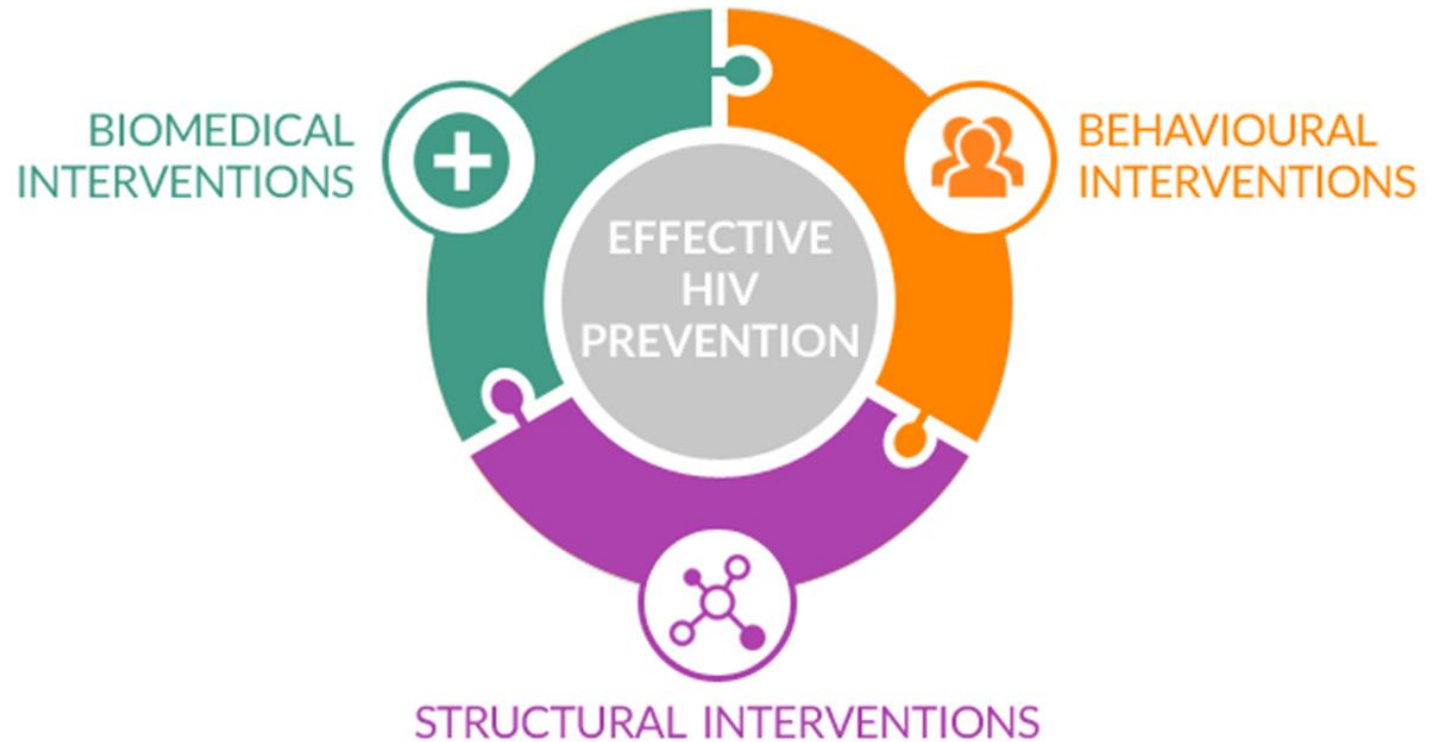 BIOMEDICAL
INTERVENTIONS
BEHAVIOURAL
INTERVENTIONS
EFFECTIVE
HIV
PREVENTION
STRUCTURAL INTERVENTIONS